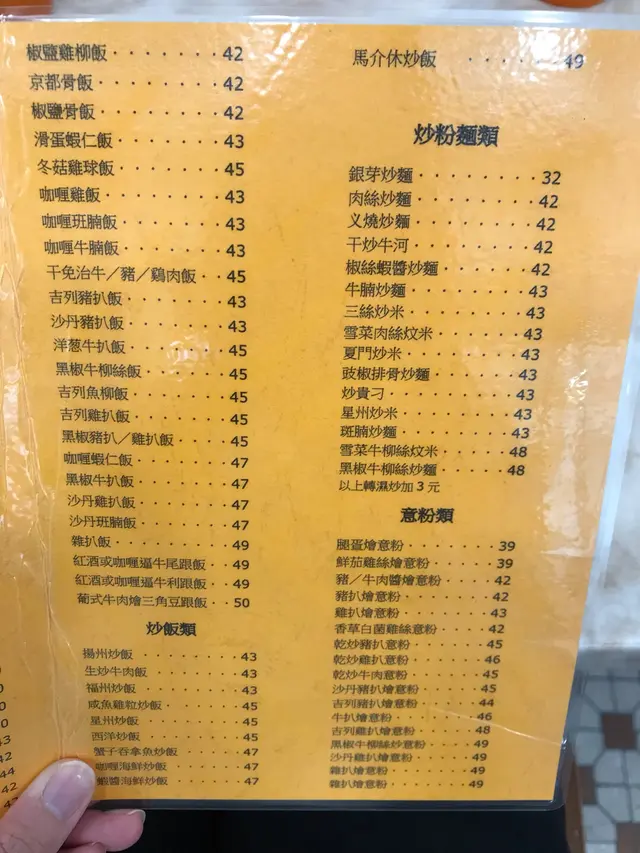 椒鹽雞柳飯 · · · · · · · 42
京都骨飯 · · · · · · · · 42
椒鹽骨飯 · · · · · · · · 42
滑蛋蝦仁飯 · · · · · · · 43
冬菇雞球飯 · · · · · · · 45
咖喱雞飯 · · · · · · · · 43
咖喱班腩飯 · · · · · · · 43
咖喱牛腩飯 · · · · · · · 43
干免治牛／豬／鷄肉飯 · · 45
吉列豬扒飯 · · · · · · · 43
沙丹豬扒飯 · · · · · · · 43
洋葱牛扒飯 · · · · · · · 45
黑椒牛柳絲飯 · · · · · · 45
吉列魚柳飯 · · · · · · · 45
吉列雞扒飯 · · · · · · · 45
黑椒豬扒／雞扒飯 · · · · 45
咖喱蝦仁飯 · · · · · · · 47
黑椒牛扒飯 · · · · · · · 47
沙丹雞扒飯 · · · · · · · 47
沙丹班腩飯 · · · · · · · 47
雜扒飯 · · · · · · · · · 49
紅酒或咖喱逼牛尾跟飯 · · 49
紅酒或咖喱逼牛利跟飯 · · 49
葡式牛肉燴三角豆跟飯 · · 50
炒飯類
揚州炒飯 · · · · · · · · 43
生炒牛肉飯 · · · · · · · 43
福州炒飯 · · · · · · · · 43
咸魚雞粒炒飯 · · · · · · 45
星州炒飯 · · · · · · · · 45
西洋炒飯 · · · · · · · · 45
蟹子吞拿魚炒飯 · · · · · 47
咖喱海鮮炒飯 · · · · · · 47
蝦醬海鮮炒飯 · · · · · · 47
馬介休炒飯 · · · · · · 49
炒粉麵類
銀芽炒麵 · · · · · · · · 32
肉絲炒麵 · · · · · · · · 42
义燒炒麵 · · · · · · · · 42
干炒牛河 · · · · · · · · 42
椒絲蝦醬炒麵 · · · · · · 42
牛腩炒麵 · · · · · · · · 43
三絲炒米 · · · · · · · · 43
雪菜肉絲炆米 · · · · · · 43
夏門炒米 · · · · · · · · 43
豉椒排骨炒麵 · · · · · · 43
炒貴刁 · · · · · · · · · 43
星州炒米 · · · · · · · · 43
斑腩炒麵 · · · · · · · · 43
雪菜牛柳絲炆米 · · · · · 48
黑椒牛柳絲炒麵 · · · · · 48
以上轉濕炒加 3 元
意粉類
腿蛋燴意粉 · · · · · · · 39
鮮茄雞絲燴意粉 · · · · · 39
豬／牛肉醬燴意粉 · · · · 42
豬扒燴意粉 · · · · · · · 42
雞扒燴意粉 · · · · · · · 43
香草白菌雞絲意粉 · · · · 42
乾炒豬扒意粉 · · · · · · 45
乾炒雞扒意粉 · · · · · · 46
乾炒牛肉意粉 · · · · · · 45
沙丹豬扒燴意粉 · · · · · 45
吉列豬扒燴意粉 · · · · · 44
牛扒燴意粉 · · · · · · · 46
吉列雞扒燴意粉 · · · · · 48
黑椒牛柳絲炒意粉 · · · · 49
沙丹雞扒燴意粉 · · · · · 49
雜扒燴意粉 · · · · · · · 49
雜扒燴意粉 · · · · · · · 49